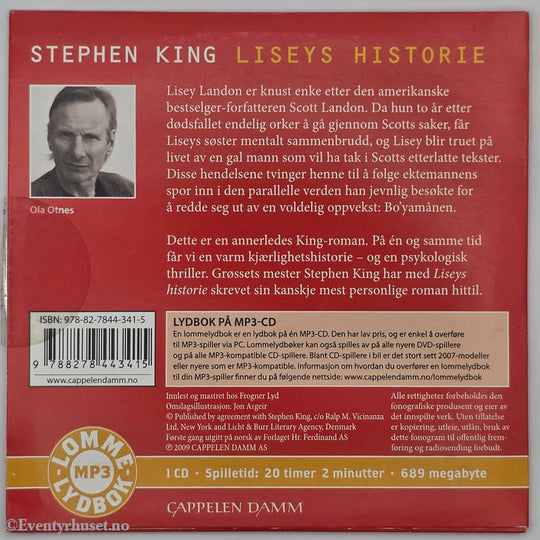 STEPHEN KING LISEYS HISTORIE
Lisey Landon er knust enke etter den amerikanske
bestselger-forfatteren Scott Landon. Da hun to år etter
dødsfallet endelig orker å gå gjennom Scotts saker, får
Liseys søster mentalt sammenbrudd, og Lisey blir truet på
livet av en gal mann som vil ha tak i Scotts etterlatte tekster.
Disse hendelsene tvinger henne til å følge ektemannens
spor inn i den parallelle verden han jevnlig besøkte for
å redde seg ut av en voldelig oppvekst: Bo'yamånen.
Ola Otnes
Dette er en annerledes King-roman. På én og samme tid
får vi en varm kjærlighetshistorie – og en psykologisk
thriller. Grøssets mester Stephen King har med Liseys
historie skrevet sin kanskje mest personlige roman hittil.
ISBN: 978-82-7844-341-5
9 788278 443415
www.cappelendamm.no
LYDBOK PÅ MP3-CD
En lommelydbok er en lydbok på én MP3-CD. Den har lav pris, og er enkel å overføre
til MP3-spiller via PC. Lommelydbøker kan også spilles av på alle nyere DVD-spillere
og på alle MP3-kompatible CD-spillere. Blant CD-spillere i bil er det stort sett 2007-modeller
eller nyere som er MP3-kompatible. Informasjon om hvordan du overfører en lommelydbok
til din MP3-spiller finner du på følgende nettside: www.cappelendamm.no/lommelydbok
Innlest og mastret hos Frogner Lyd
Omslagsillustrasjon: Jon Asgeir
© Published by agreement with Stephen King, c/o Ralph M. Vicinanza
Ltd, New York and Licht & Burr Literary Agency, Denmark
Første gang utgitt på norsk av Forlaget Hr. Ferdinand AS
℗ 2009 CAPPELEN DAMM AS
Alle rettigheter forbeholdes den
fonografiske produsent og eier av
det innspilte verk. Uten tillatelse
er kopiering, utleie, utlån, bruk av
dette fonogram til offentlig frem-
føring og radiosending forbudt.
LOMME-
MP3
LYDBOK
1 CD · Spilletid: 20 timer 2 minutter · 689 megabyte
CAPPELEN DAMM
©Eventyrhuset.no